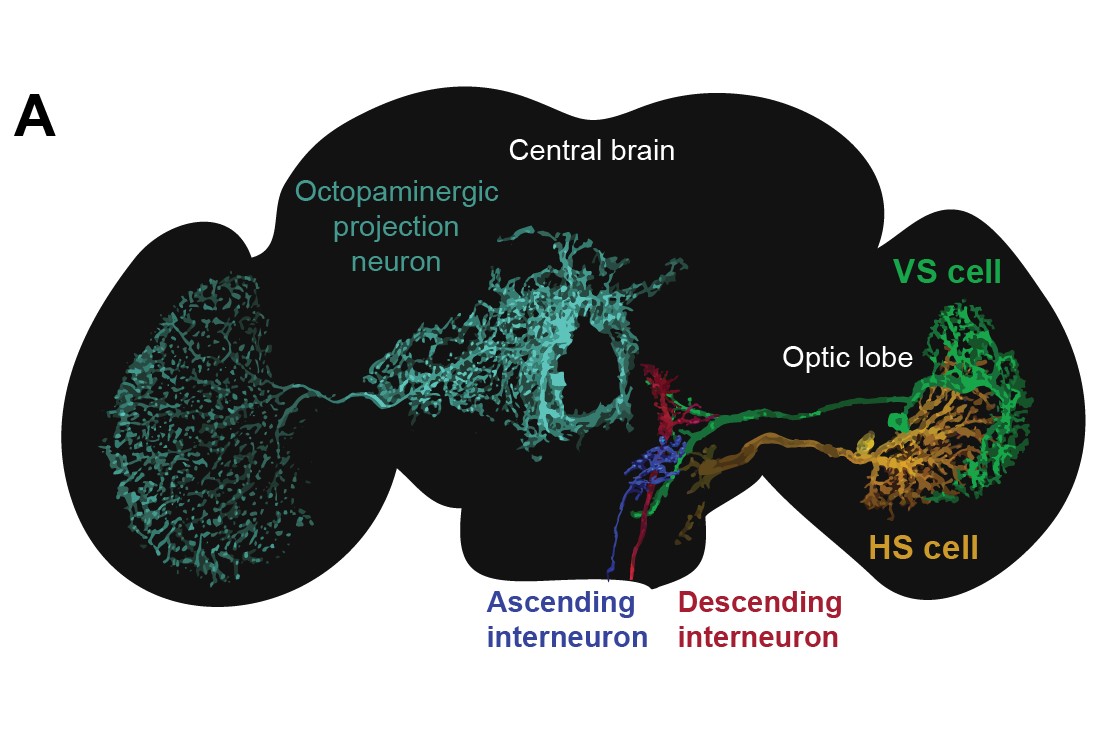 A
Central brain
Octopaminergic
projection
neuron
VS cell
Optic lobe
HS cell
Ascending
interneuron
Descending
interneuron